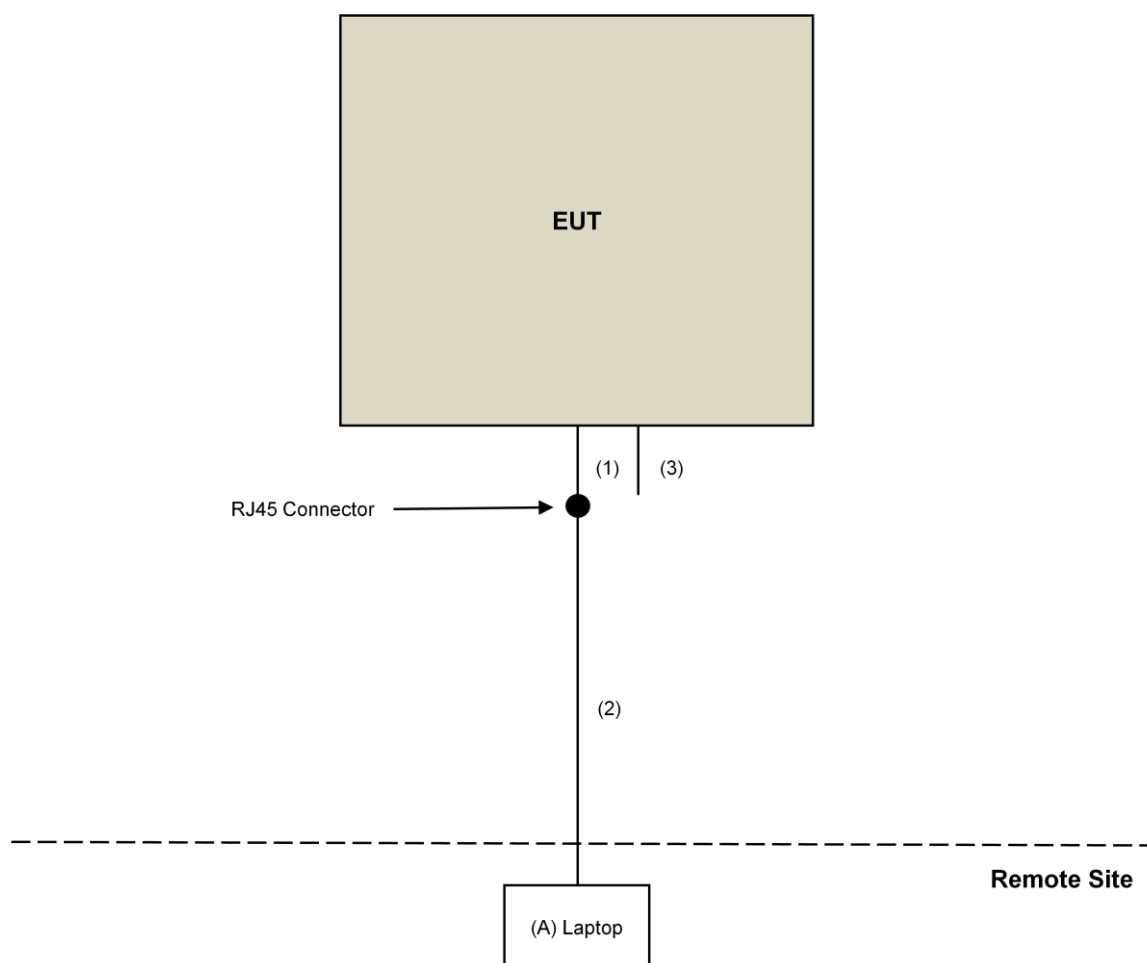 EUT
(1)
(3)
RJ45 Connector
(2)
Remote Site
(A) Laptop